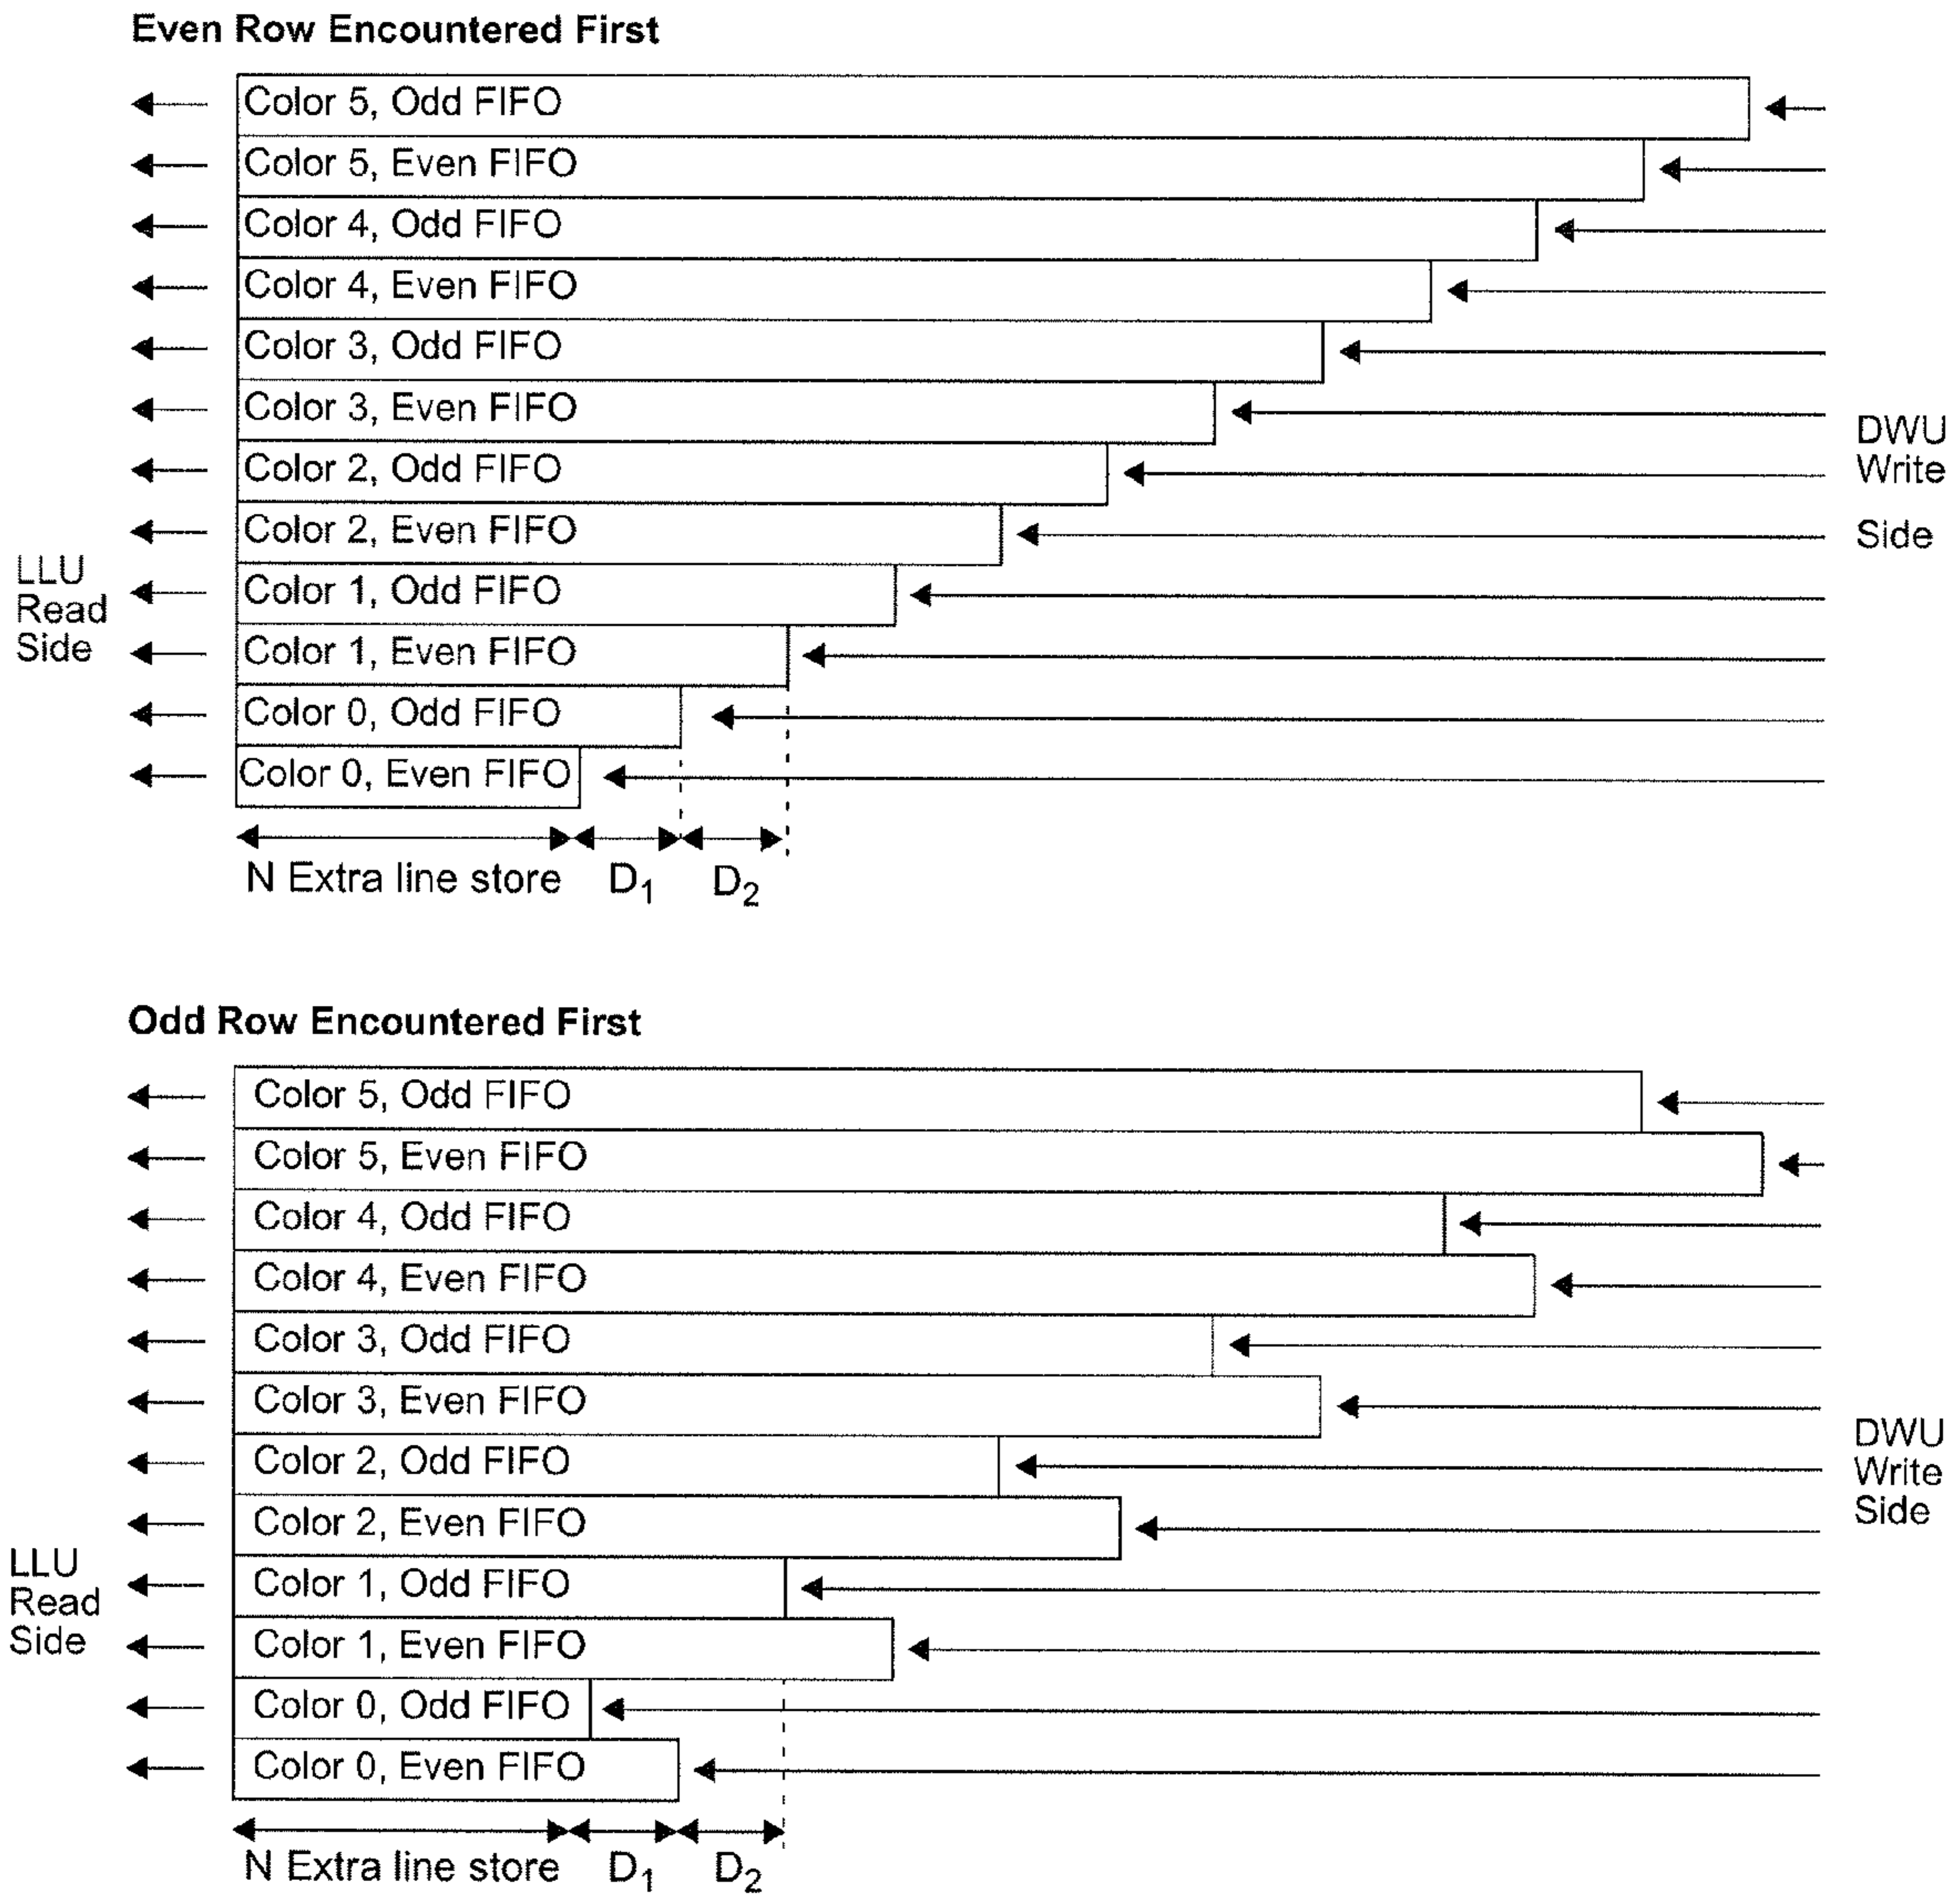 Even Row Encountered First
Color 5, Odd FIFO
Color 5, Even FIFO
Color 4, Odd FIFO
Color 4, Even FIFO
Color 3, Odd FIFO
Color 3, Even FIFO
Color 2, Odd FIFO
Color 2, Even FIFO
Color 1, Odd FIFO
Color 1, Even FIFO
Color 0, Odd FIFO
Color 0, Even FIFO
LLU
Read
Side
DWU
Write
Side
N Extra line store D1 D2
Odd Row Encountered First
Color 5, Odd FIFO
Color 5, Even FIFO
Color 4, Odd FIFO
Color 4, Even FIFO
Color 3, Odd FIFO
Color 3, Even FIFO
Color 2, Odd FIFO
Color 2, Even FIFO
Color 1, Odd FIFO
Color 1, Even FIFO
Color 0, Odd FIFO
Color 0, Even FIFO
LLU
Read
Side
DWU
Write
Side
N Extra line store D1 D2